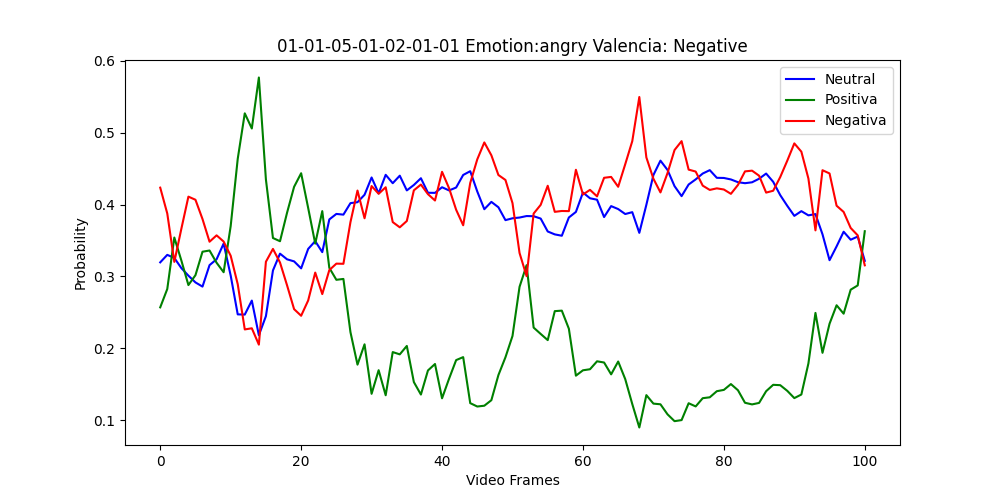 01-01-05-01-02-01-01 Emotion:angry Valencia: Negative
Neutral
Positiva
Negativa
0.6
0.5
0.4
0.3
0.2
0.1
Probability
0 20 40 60 80 100
Video Frames